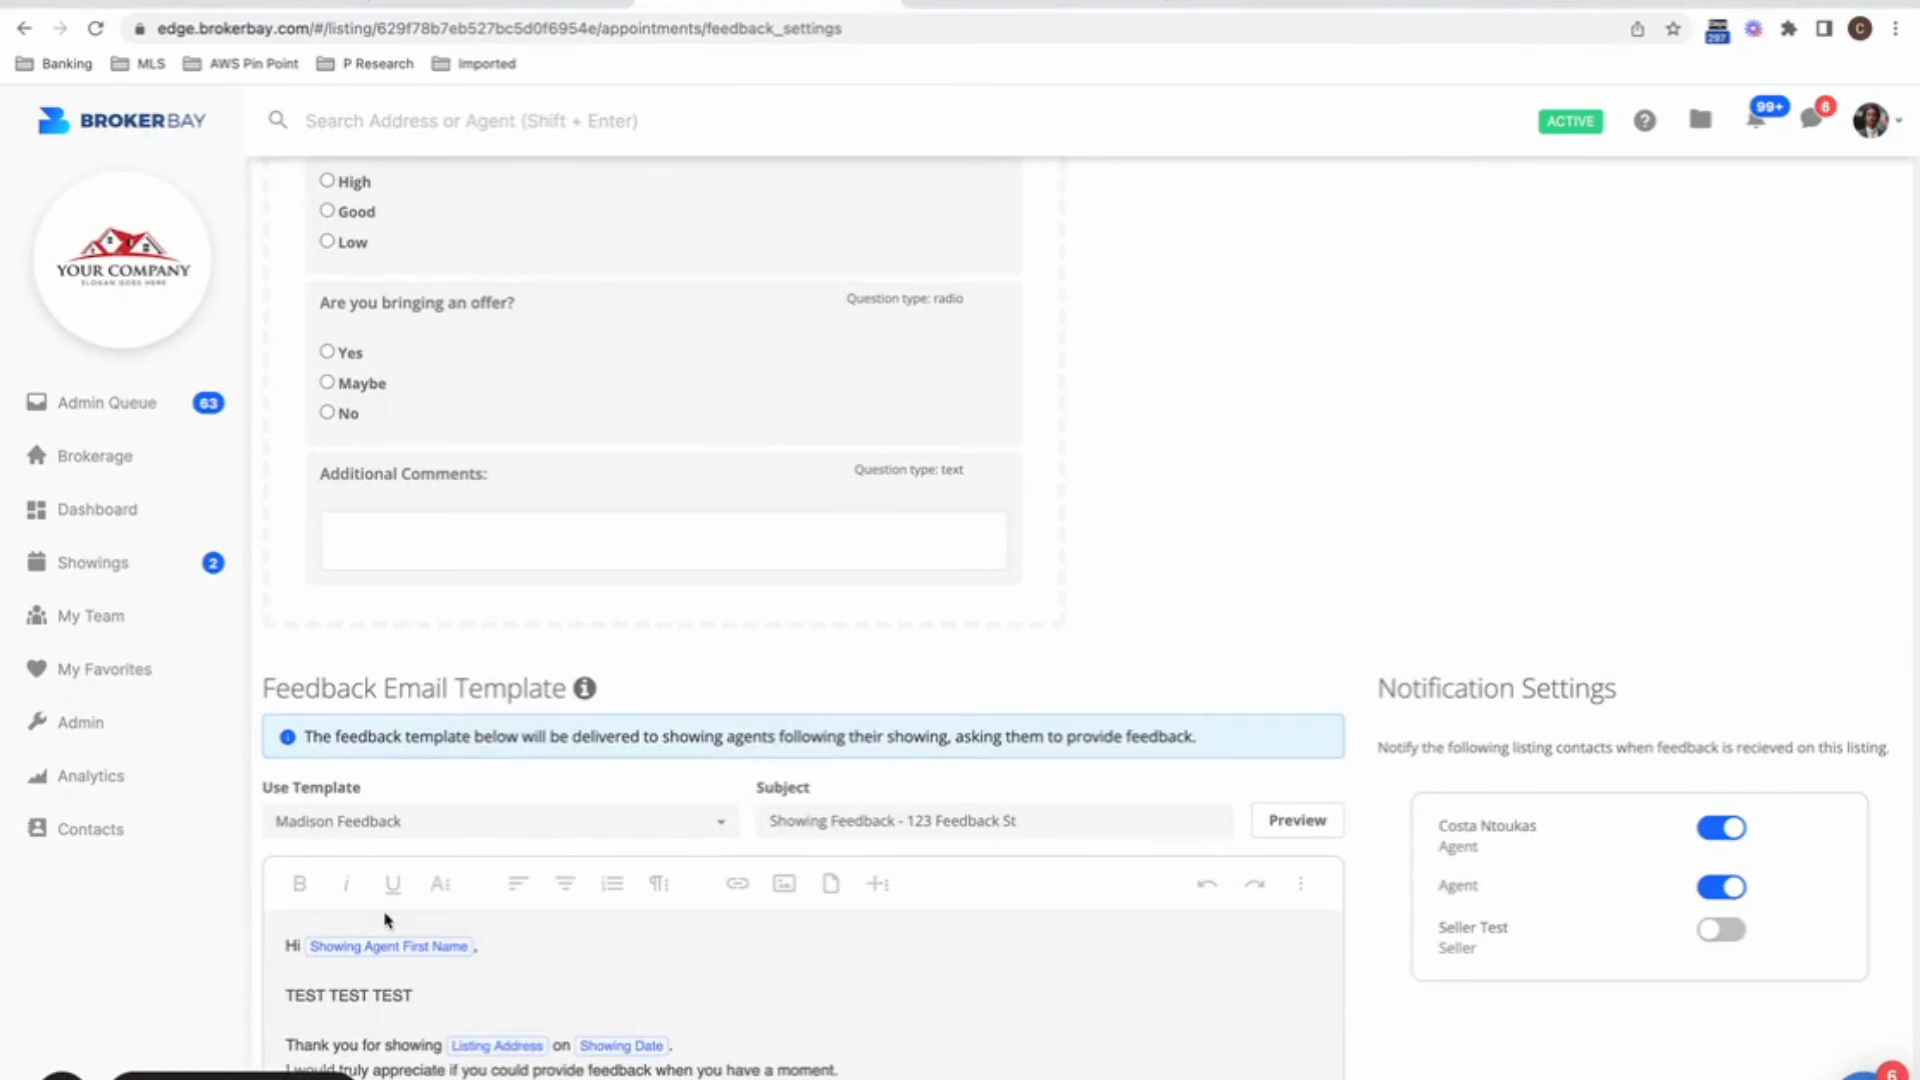 edge.brokerbay.com/#/listing/629f78b7eb527bc5d0f6954e/appointments/feedback_settings
297
C
Banking
MLS
AWS Pin Point
P Research
Imported
BROKERBAY
Search Address or Agent (Shift + Enter)
ACTIVE
99+
6
YOUR COMPANY
SLOGAN GOES HERE
Admin Queue
63
Brokerage
Dashboard
Showings
2
My Team
My Favorites
Admin
Analytics
Contacts
High
Good
Low
Are you bringing an offer?
Question type: radio
Yes
Maybe
No
Additional Comments:
Question type: text
Feedback Email Template
The feedback template below will be delivered to showing agents following their showing, asking them to provide feedback.
Use Template
Subject
Madison Feedback
Showing Feedback - 123 Feedback St
Preview
Hi Showing Agent First Name,
TEST TEST TEST
Thank you for showing Listing Address on Showing Date.
I would truly appreciate if you could provide feedback when you have a moment.
Notification Settings
Notify the following listing contacts when feedback is recieved on this listing.
Costa Ntoukas
Agent
Agent
Seller Test
Seller
6